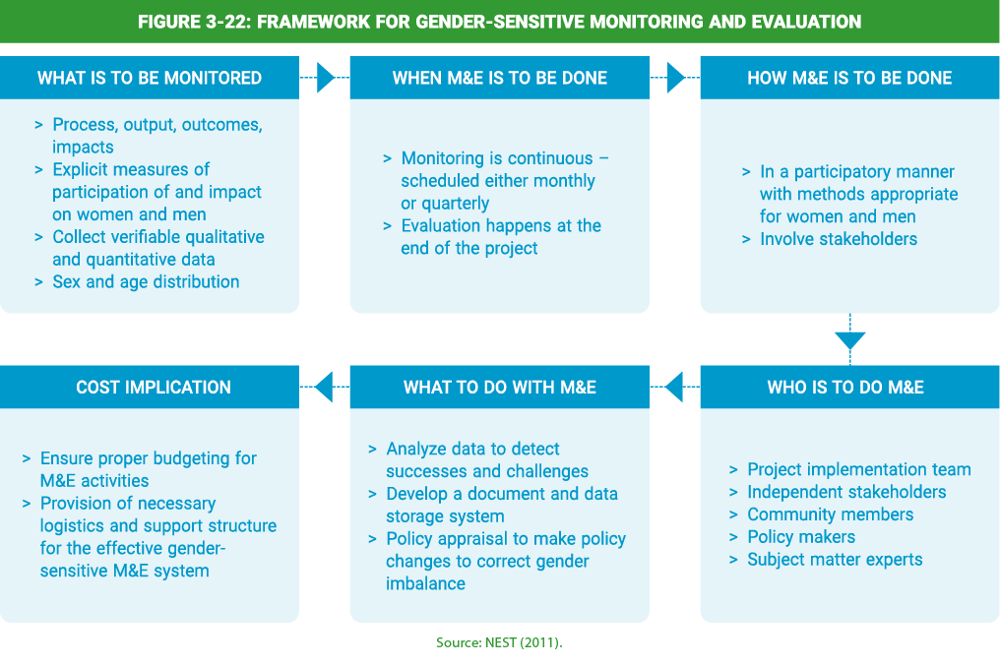 FIGURE 3-22: FRAMEWORK FOR GENDER-SENSITIVE MONITORING AND EVALUATION
WHAT IS TO BE MONITORED
> Process, output, outcomes,
impacts
> Explicit measures of
participation of and impact
on women and men
> Collect verifiable qualitative
and quantitative data
> Sex and age distribution
WHEN M&E IS TO BE DONE
> Monitoring is continuous –
scheduled either monthly
or quarterly
> Evaluation happens at the
end of the project
HOW M&E IS TO BE DONE
> In a participatory manner
with methods appropriate
for women and men
> Involve stakeholders
WHO IS TO DO M&E
> Project implementation team
> Independent stakeholders
> Community members
> Policy makers
> Subject matter experts
WHAT TO DO WITH M&E
> Analyze data to detect
successes and challenges
> Develop a document and data
storage system
> Policy appraisal to make policy
changes to correct gender
imbalance
COST IMPLICATION
> Ensure proper budgeting for
M&E activities
> Provision of necessary
logistics and support structure
for the effective gender-
sensitive M&E system
Source: NEST (2011).